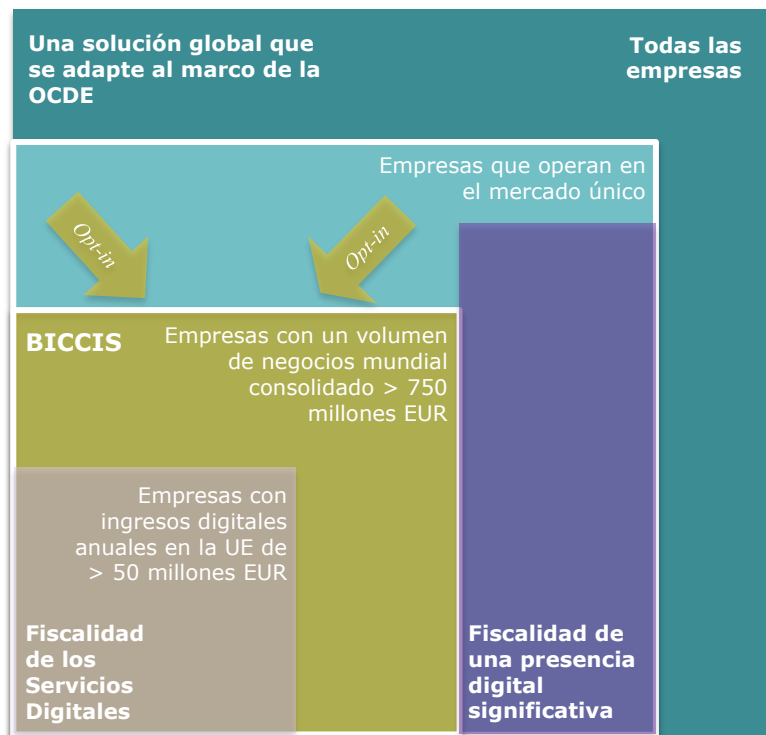 Una solución global que
se adapte al marco de la
OCDE
Todas las
empresas
Empresas que operan en
el mercado único
Opt-in
Opt-in
BICCIS
Empresas con un volumen
de negocios mundial
consolidado > 750
millones EUR
Empresas con
ingresos digitales
anuales en la UE de
> 50 millones EUR
Fiscalidad
de los
Servicios
Digitales
Fiscalidad de
una presencia
digital
significativa